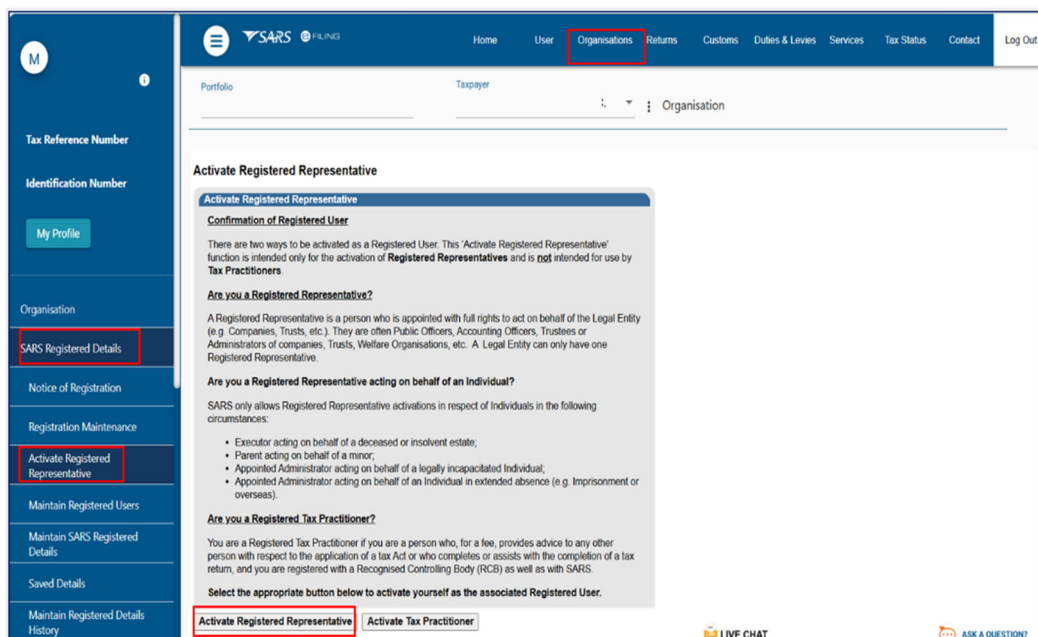 M
i
Tax Reference Number
Identification Number
My Profile
Organisation
SARS Registered Details
Notice of Registration
Registration Maintenance
Activate Registered
Representative
Maintain Registered Users
Maintain SARS Registered
Details
Saved Details
Maintain Registered Details
History
SARS eFILING
Home User Organisations Returns Customs Duties & Levies Services Tax Status Contact Log Out
Portfolio
Taxpayer
Organisation
Activate Registered Representative
Activate Registered Representative
Confirmation of Registered User
There are two ways to be activated as a Registered User. This 'Activate Registered Representative'
function is intended only for the activation of Registered Representatives and is not intended for use by
Tax Practitioners.
Are you a Registered Representative?
A Registered Representative is a person who is appointed with full rights to act on behalf of the Legal Entity
(e.g. Companies, Trusts, etc.). They are often Public Officers, Accounting Officers, Trustees or
Administrators of companies, Trusts, Welfare Organisations, etc. A Legal Entity can only have one
Registered Representative.
Are you a Registered Representative acting on behalf of an Individual?
SARS only allows Registered Representative activations in respect of Individuals in the following
circumstances:
• Executor acting on behalf of a deceased or insolvent estate;
• Parent acting on behalf of a minor;
• Appointed Administrator acting on behalf of a legally incapacitated Individual;
• Appointed Administrator acting on behalf of an Individual in extended absence (e.g. Imprisonment or
overseas).
Are you a Registered Tax Practitioner?
You are a Registered Tax Practitioner if you are a person who, for a fee, provides advice to any other
person with respect to the application of a tax Act or who completes or assists with the completion of a tax
return, and you are registered with a Recognised Controlling Body (RCB) as well as with SARS.
Select the appropriate button below to activate yourself as the associated Registered User.
Activate Registered Representative Activate Tax Practitioner
LIVE CHAT
ASK A QUESTION?